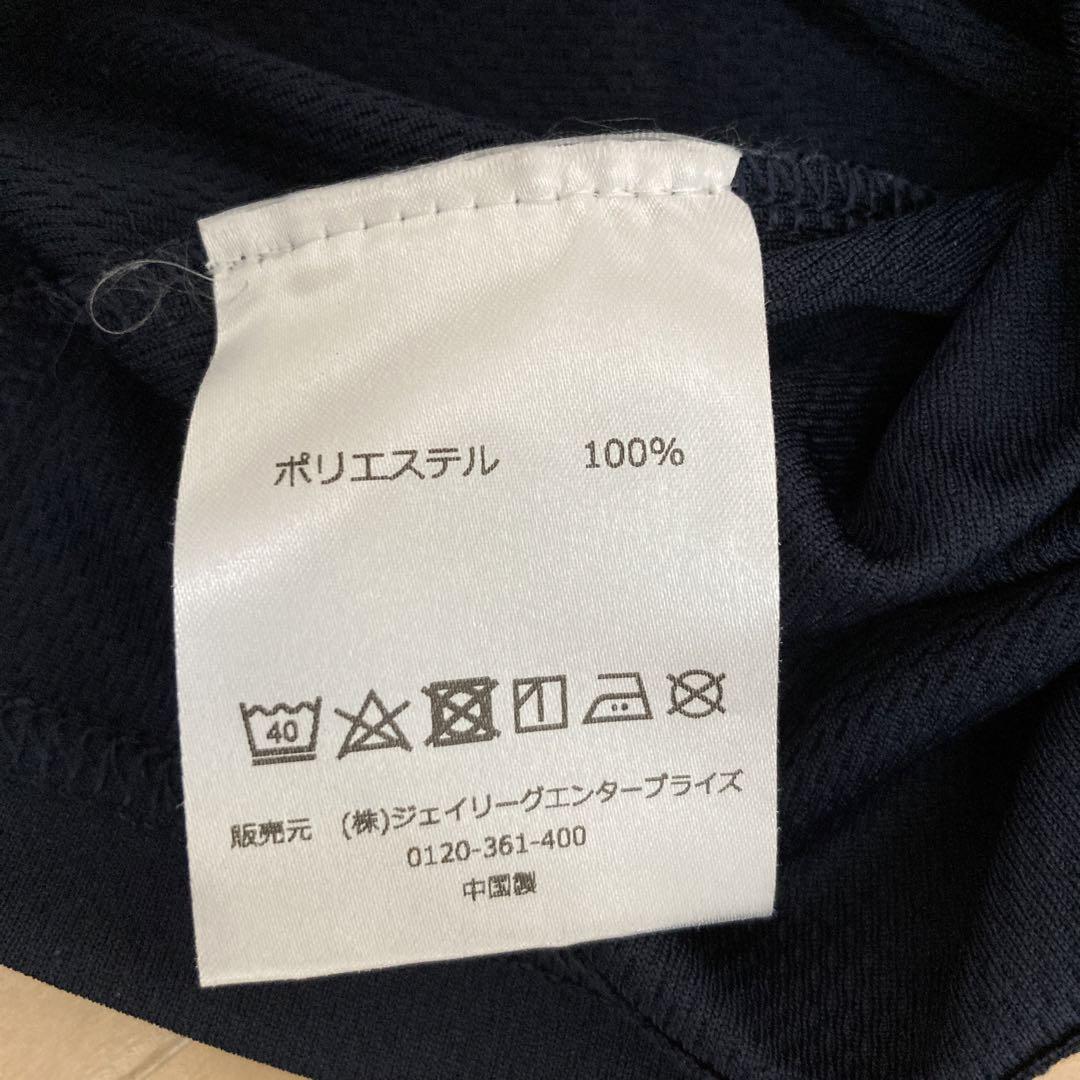 ポリエステル 100%
40
販売元 (株)ジェイリーグエンタープライズ
0120-361-400
中国製